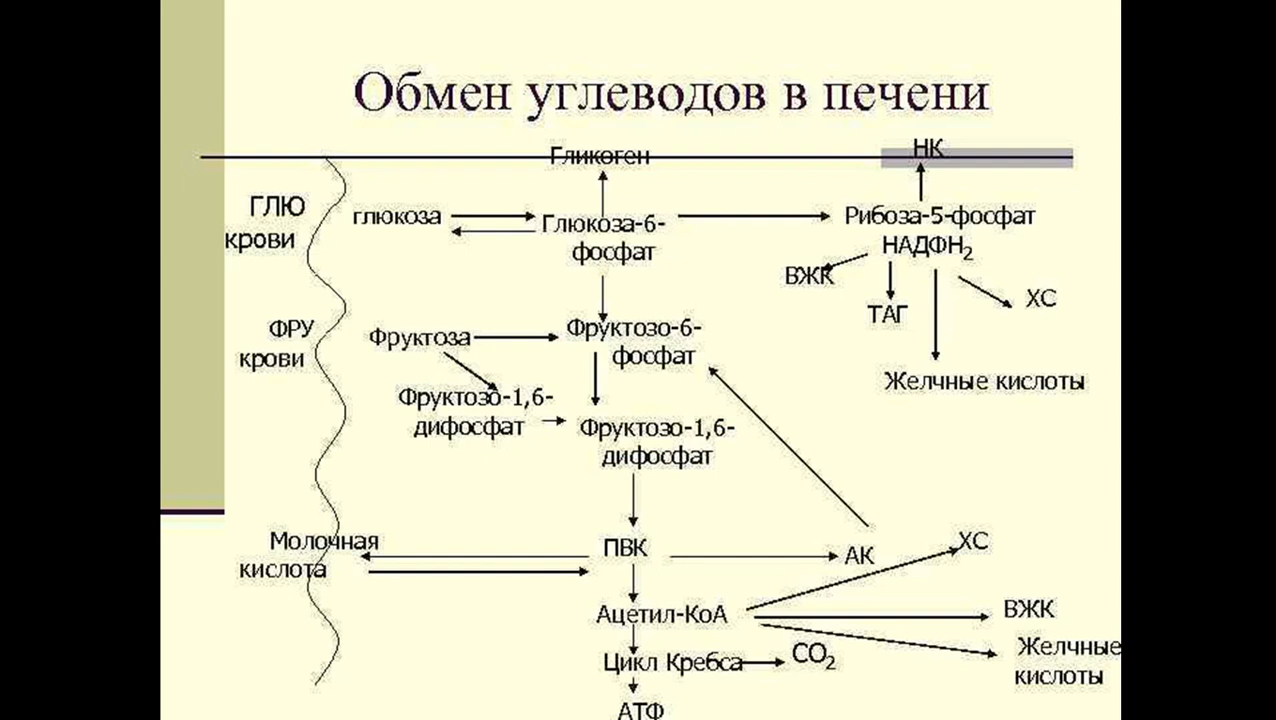 Обмен углеводов в печени
Гликоген
НК
ГЛЮ
крови
глюкоза
Глюкоза-6-
фосфат
Рибоза-5-фосфат
НАДФН₂
ВЖК
ТАГ
ХС
Желчные кислоты
ФРУ
крови
Фруктоза
Фруктозо-6-
фосфат
Фруктозо-1,6-
дифосфат
Фруктозо-1,6-
дифосфат
Молочная
кислота
ПВК
АК
ХС
Ацетил-КоА
ВЖК
Желчные
кислоты
Цикл Кребса
СО₂
АТФ